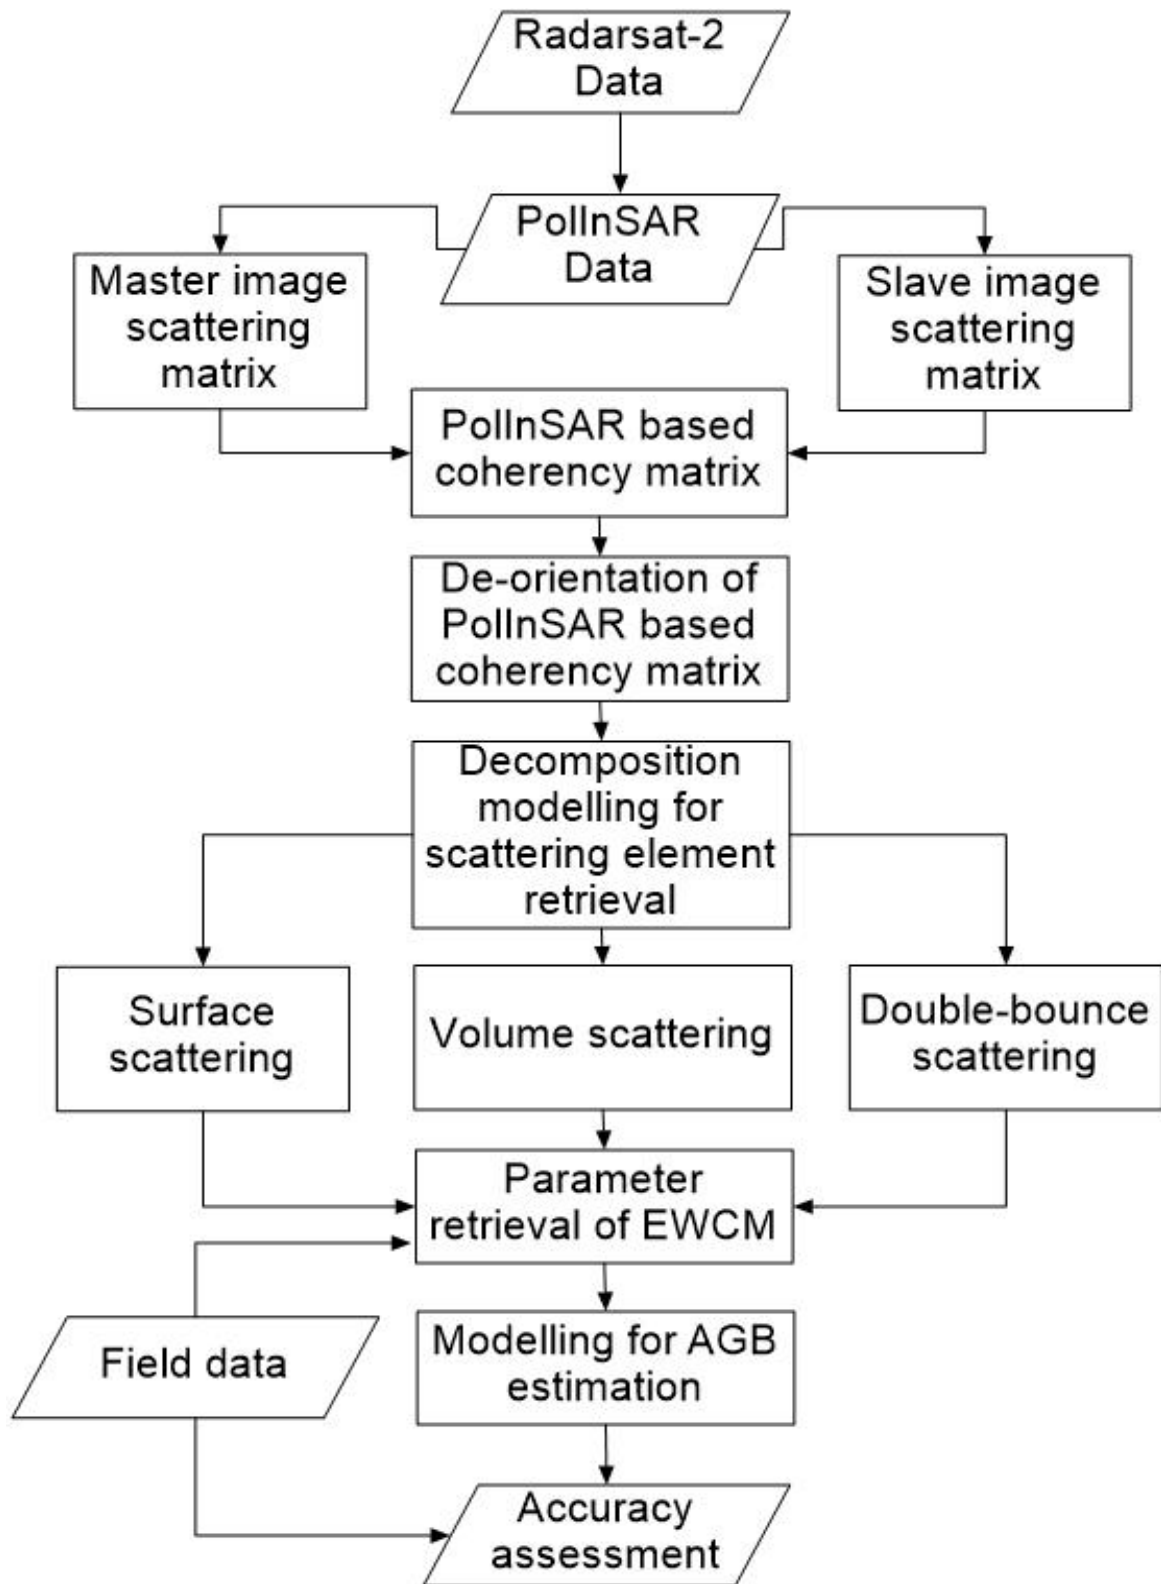 Radarsat-2
Data
PolInSAR
Data
Master image
scattering
matrix
Slave image
scattering
matrix
PolInSAR based
coherency matrix
De-orientation of
PolInSAR based
coherency matrix
Decomposition
modelling for
scattering element
retrieval
Surface
scattering
Volume scattering
Double-bounce
scattering
Parameter
retrieval of EWCM
Field data
Modelling for AGB
estimation
Accuracy
assessment